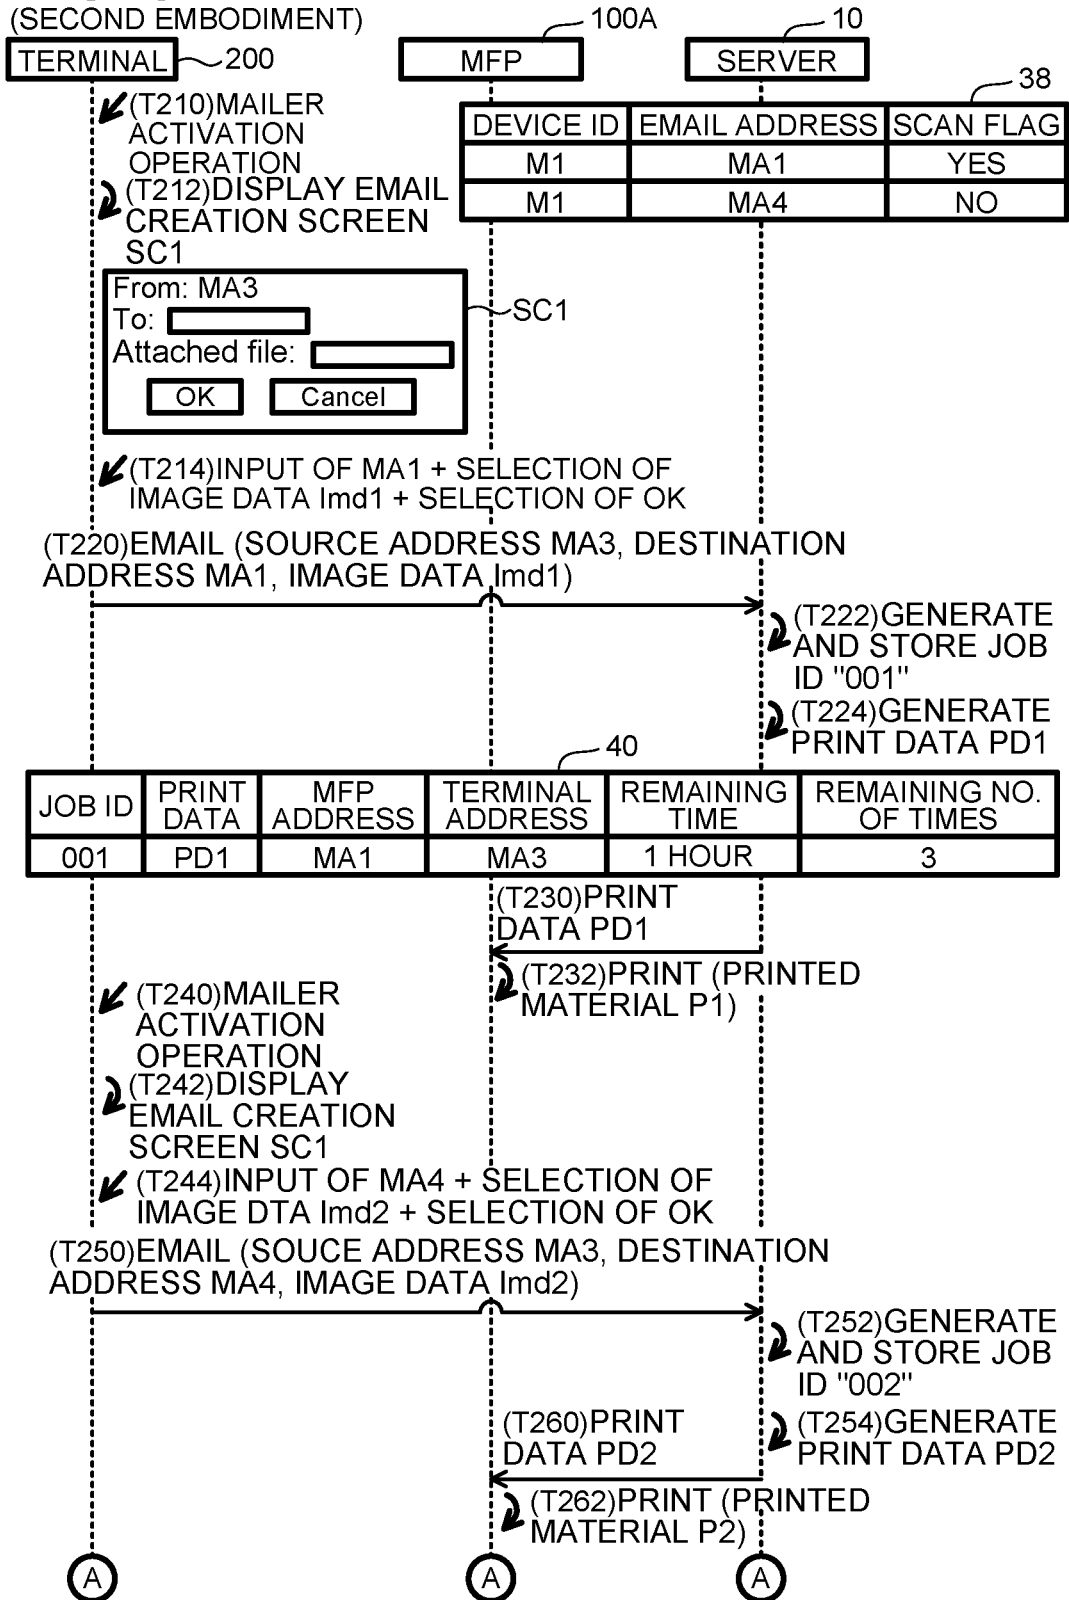 (SECOND EMBODIMENT)
TERMINAL 200
MFP 100A
SERVER 10
38
DEVICE ID EMAIL ADDRESS SCAN FLAG
M1 MA1 YES
M1 MA4 NO
(T210)MAILER
ACTIVATION
OPERATION
(T212)DISPLAY EMAIL
CREATION SCREEN
SC1
From: MA3
To:
Attached file:
OK Cancel
SC1
(T214)INPUT OF MA1 + SELECTION OF
IMAGE DATA Imd1 + SELECTION OF OK
(T220)EMAIL (SOURCE ADDRESS MA3, DESTINATION
ADDRESS MA1, IMAGE DATA Imd1)
(T222)GENERATE
AND STORE JOB
ID "001"
(T224)GENERATE
PRINT DATA PD1
40
JOB ID PRINT DATA MFP ADDRESS TERMINAL ADDRESS REMAINING TIME REMAINING NO. OF TIMES
001 PD1 MA1 MA3 1 HOUR 3
(T230)PRINT
DATA PD1
(T232)PRINT (PRINTED
MATERIAL P1)
(T240)MAILER
ACTIVATION
OPERATION
(T242)DISPLAY
EMAIL CREATION
SCREEN SC1
(T244)INPUT OF MA4 + SELECTION OF
IMAGE DTA Imd2 + SELECTION OF OK
(T250)EMAIL (SOUCE ADDRESS MA3, DESTINATION
ADDRESS MA4, IMAGE DATA Imd2)
(T252)GENERATE
AND STORE JOB
ID "002"
(T254)GENERATE
PRINT DATA PD2
(T260)PRINT
DATA PD2
(T262)PRINT (PRINTED
MATERIAL P2)
A A A